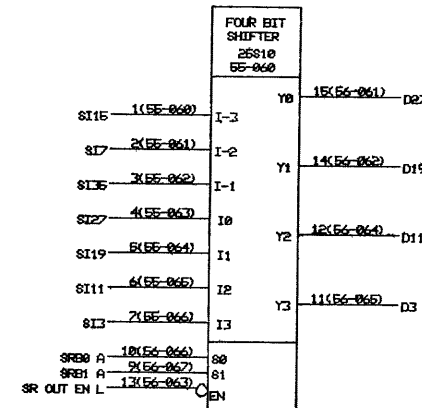 FOUR BIT
SHIFTER
25S10
55-060
SI15 1(55-060) I-3
Y0 15(56-061) D27
SI7 2(55-061) I-2
Y1 14(56-062) D19
SI35 3(55-062) I-1
SI27 4(55-063) I0
Y2 12(56-064) D11
SI19 5(55-064) I1
SI11 6(55-065) I2
Y3 11(56-065) D3
SI3 7(55-066) I3
SRB0 A 10(56-066) S0
SRB1 A 9(56-067) S1
SR OUT EN L 13(56-063) EN